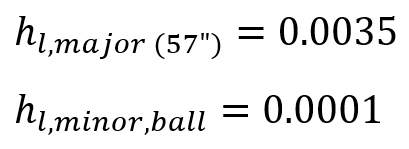 h_{l,major (57")} = 0.0035
h_{l,minor,ball} = 0.0001